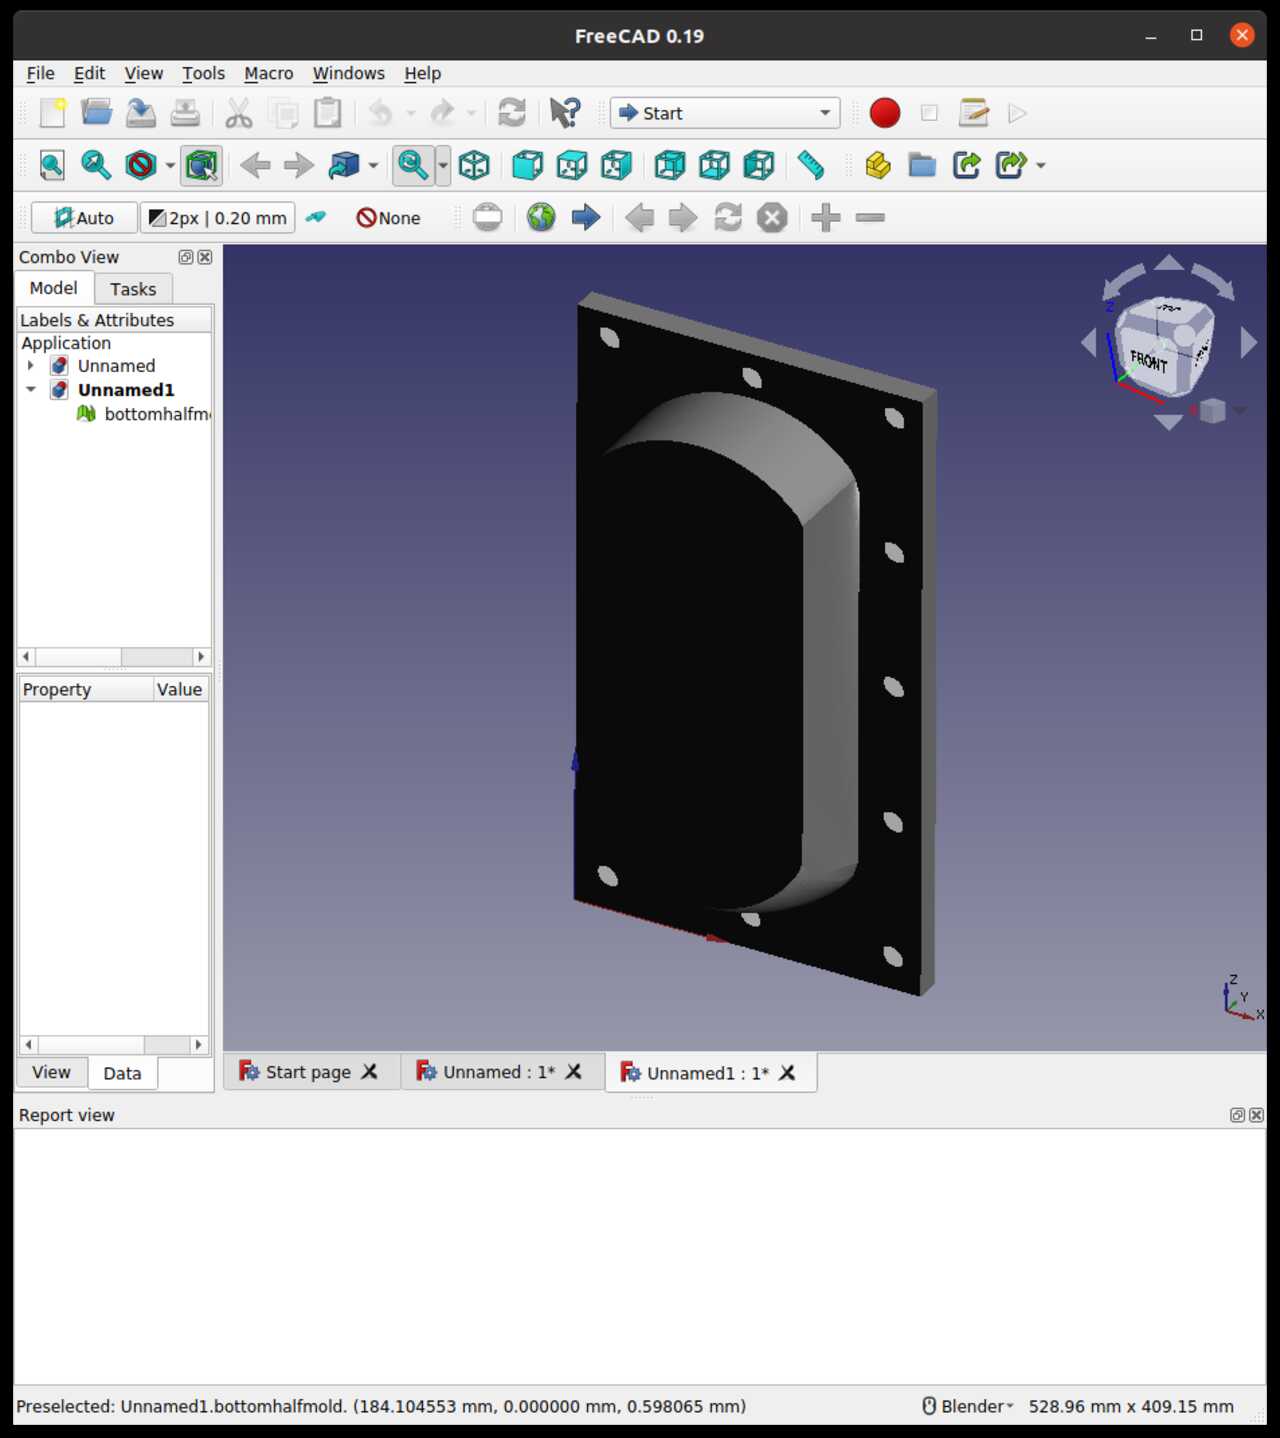 FreeCAD 0.19
File Edit View Tools Macro Windows Help
Start
Auto 2px | 0.20 mm None
Combo View
Model Tasks
Labels & Attributes
Application
Unnamed
Unnamed1
bottomhalfm
Property Value
View Data
Z
FRONT
Z
Y
X
Start page Unnamed : 1* Unnamed1 : 1*
Report view
Preselected: Unnamed1.bottomhalfmold. (184.104553 mm, 0.000000 mm, 0.598065 mm) Blender 528.96 mm x 409.15 mm